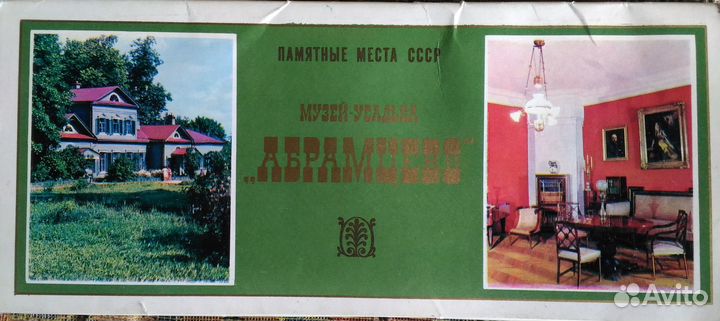 ПАМЯТНЫЕ МЕСТА СССР
МУЗЕЙ-УСАДЬБА
„АБРАМЦЕВО"
Avito